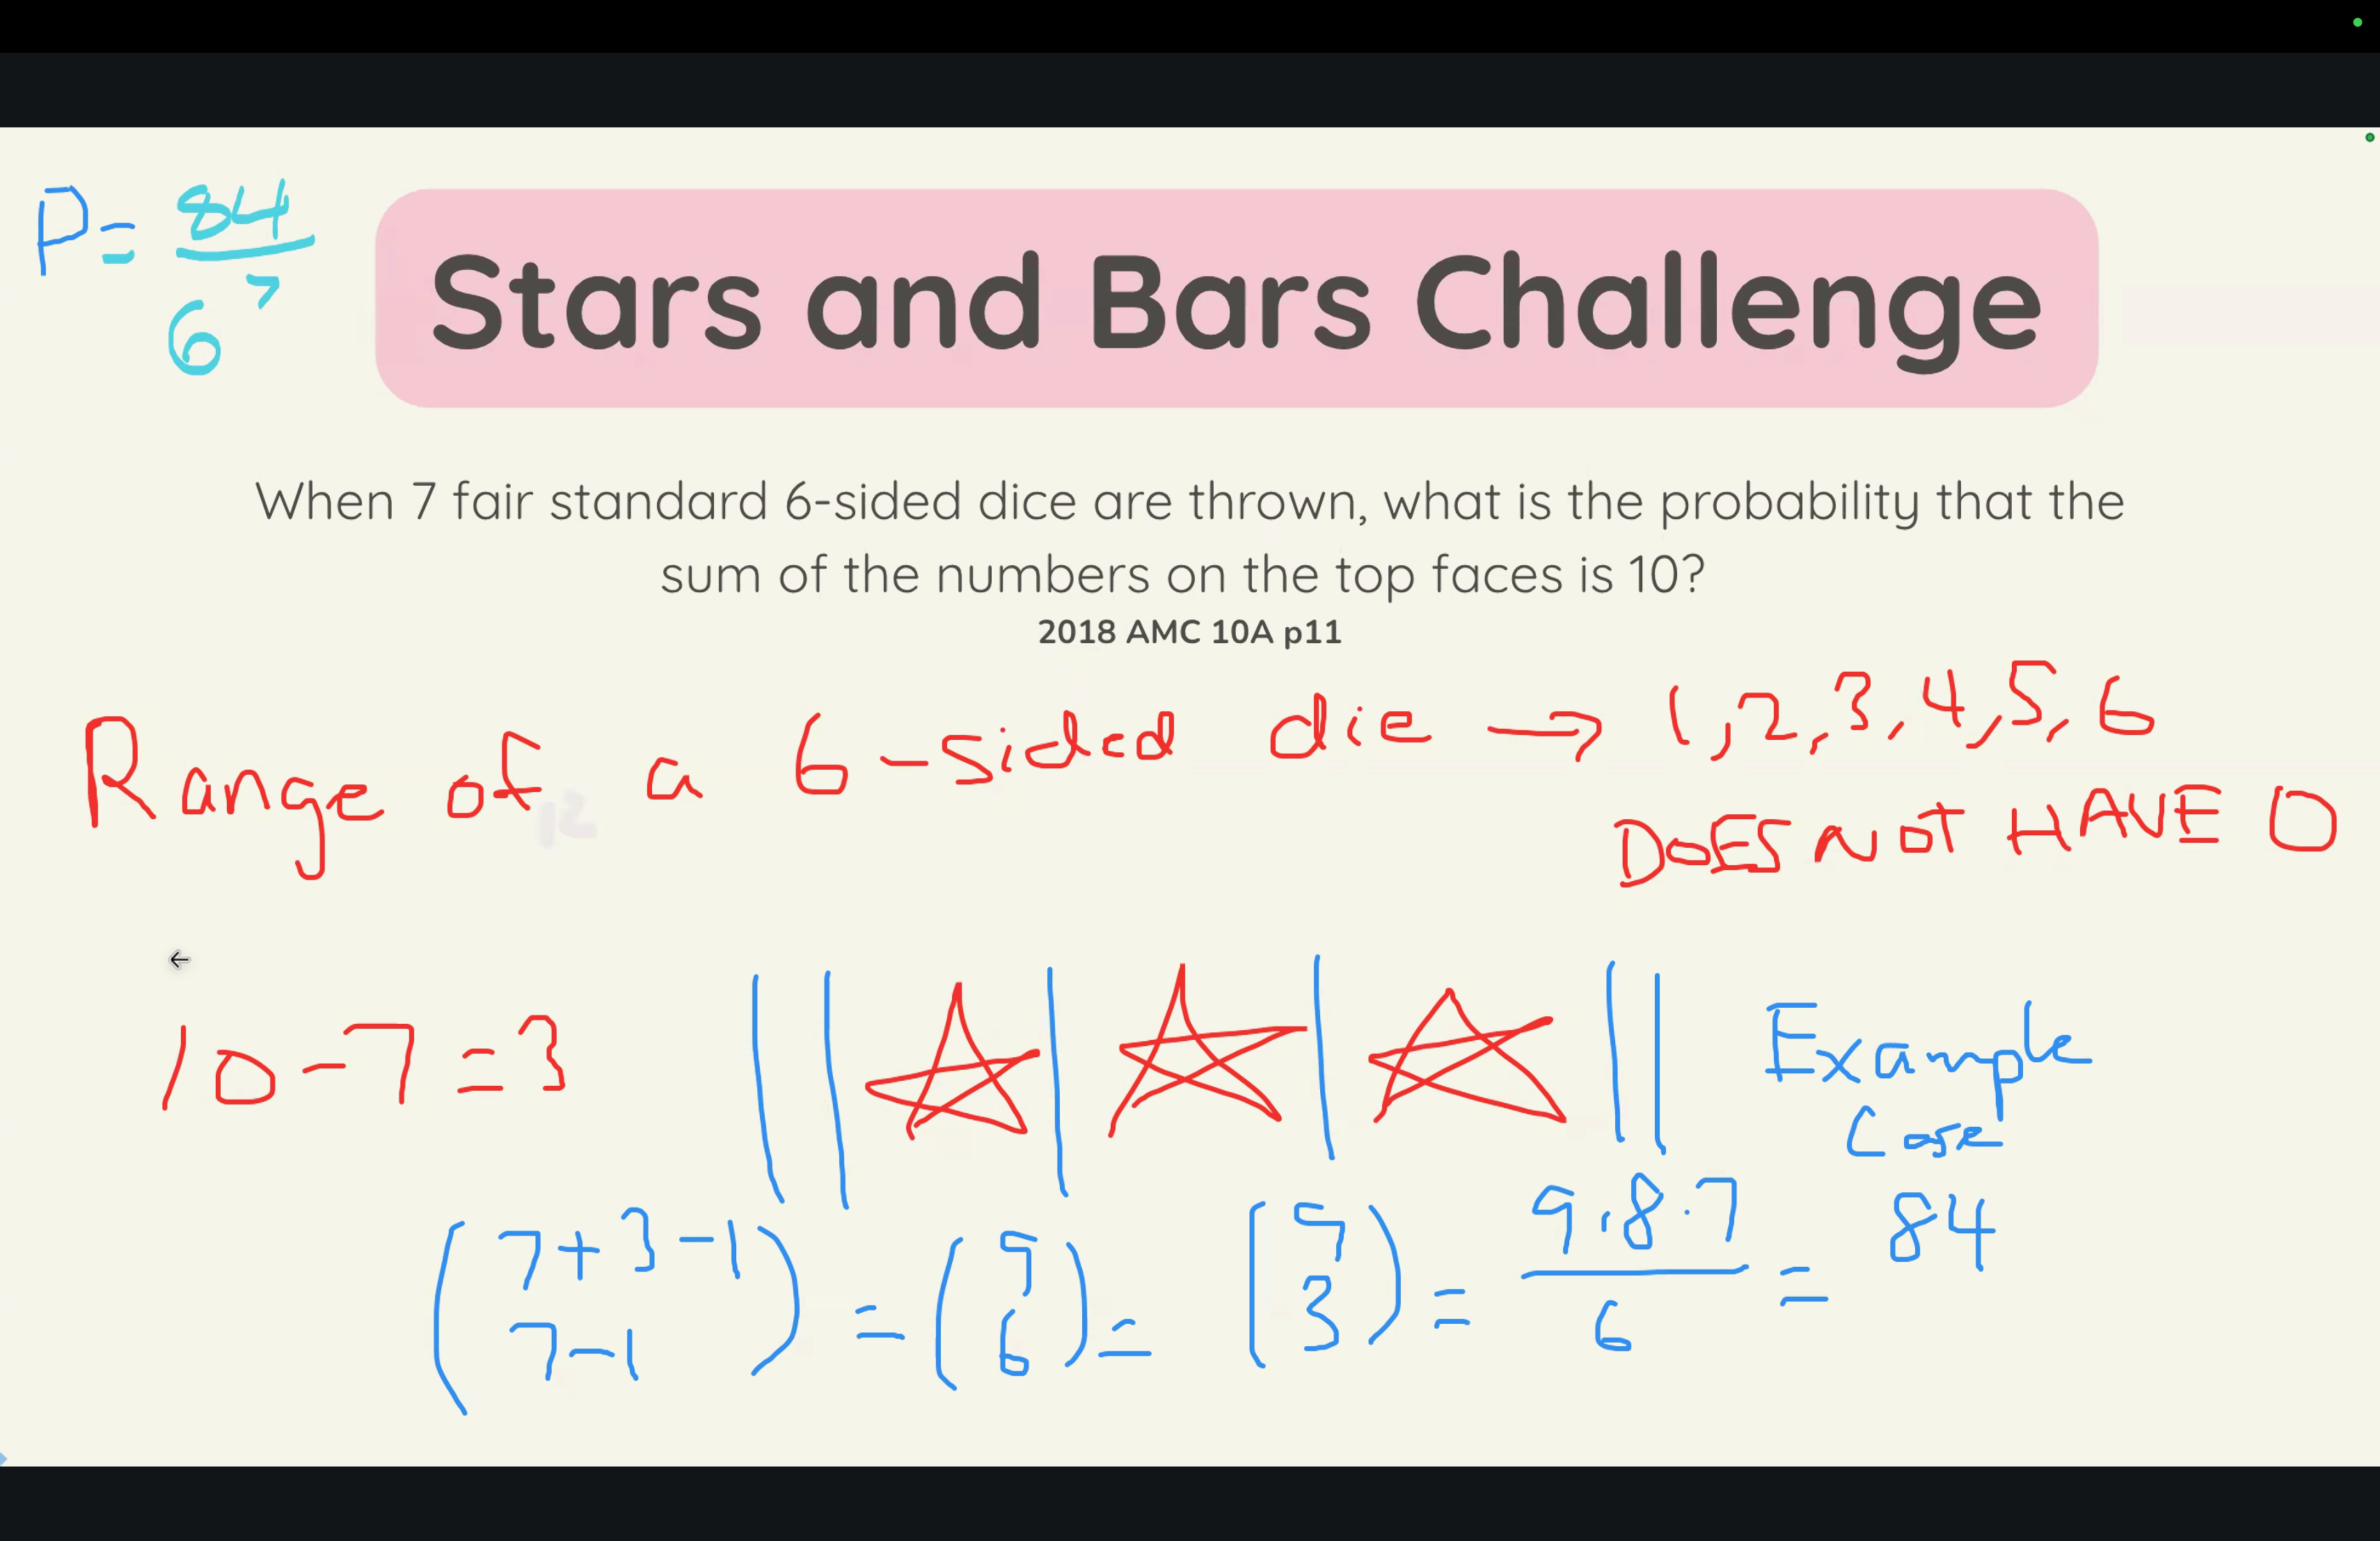 P = 84 / 6^7
Stars and Bars Challenge
When 7 fair standard 6-sided dice are thrown, what is the probability that the
sum of the numbers on the top faces is 10?
2018 AMC 10A p11
Range of a 6-sided die → 1, 2, 3, 4, 5, 6
12
DOES NOT HAVE 0
10 - 7 = 3
Example
Case
(7+3-1 / 7-1) = (9 / 6) = (9 / 3) = 9·8·7 / 6 = 84